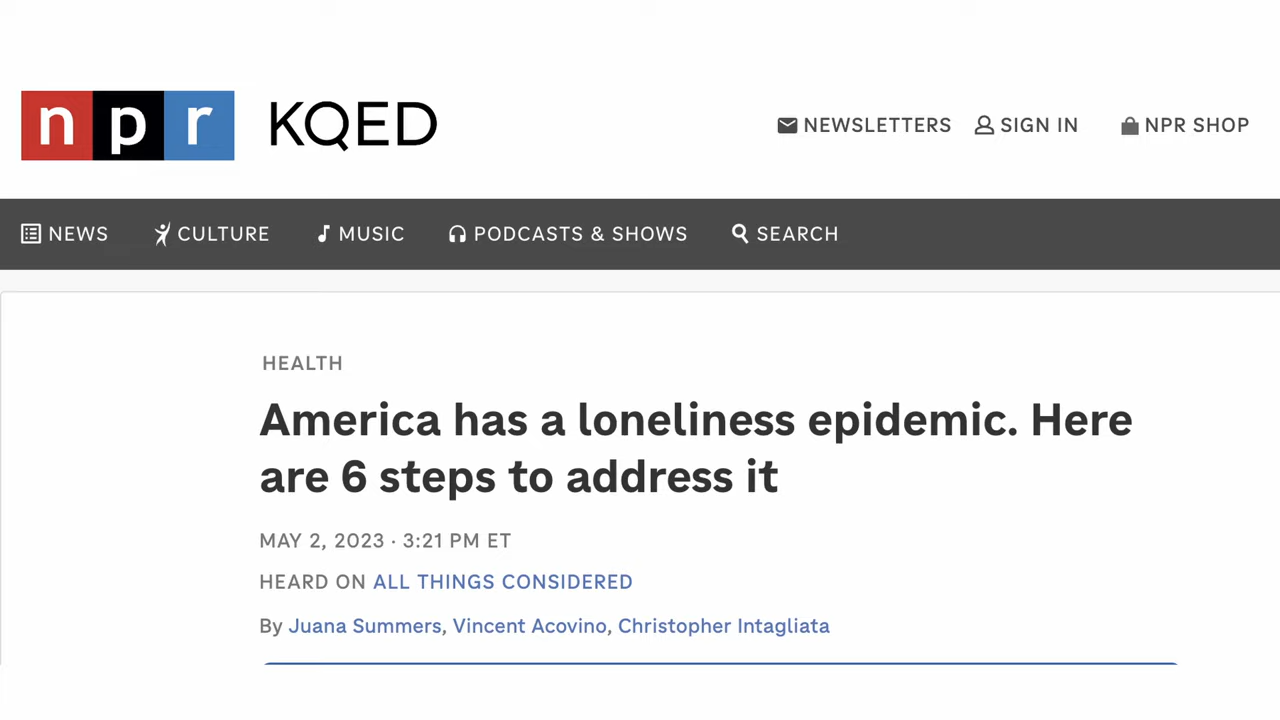 npr KQED
NEWSLETTERS SIGN IN NPR SHOP
NEWS CULTURE MUSIC PODCASTS & SHOWS SEARCH
HEALTH
America has a loneliness epidemic. Here
are 6 steps to address it
MAY 2, 2023 · 3:21 PM ET
HEARD ON ALL THINGS CONSIDERED
By Juana Summers, Vincent Acovino, Christopher Intagliata